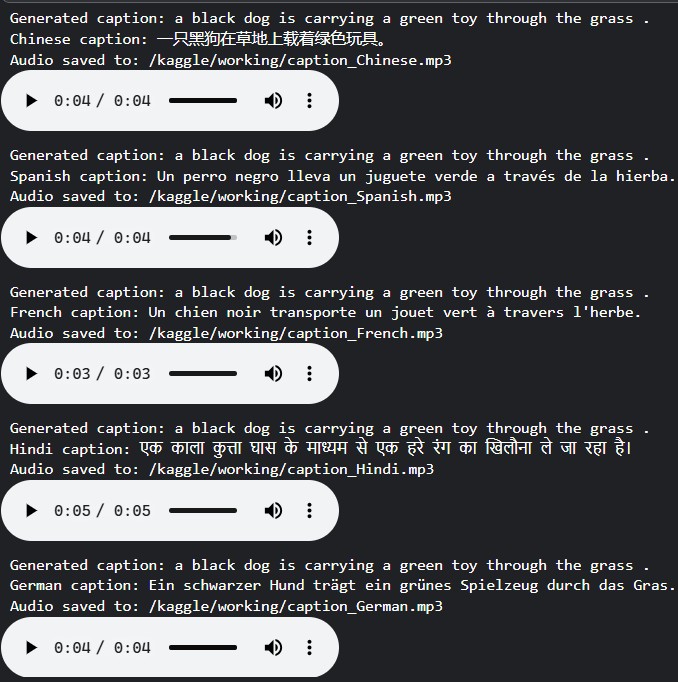 Generated caption: a black dog is carrying a green toy through the grass .
Chinese caption: 一只黑狗在草地上载着绿色玩具。
Audio saved to: /kaggle/working/caption_Chinese.mp3
0:04 / 0:04
Generated caption: a black dog is carrying a green toy through the grass .
Spanish caption: Un perro negro lleva un juguete verde a través de la hierba.
Audio saved to: /kaggle/working/caption_Spanish.mp3
0:04 / 0:04
Generated caption: a black dog is carrying a green toy through the grass .
French caption: Un chien noir transporte un jouet vert à travers l'herbe.
Audio saved to: /kaggle/working/caption_French.mp3
0:03 / 0:03
Generated caption: a black dog is carrying a green toy through the grass .
Hindi caption: एक काला कुत्ता घास के माध्यम से एक हरे रंग का खिलौना ले जा रहा है।
Audio saved to: /kaggle/working/caption_Hindi.mp3
0:05 / 0:05
Generated caption: a black dog is carrying a green toy through the grass .
German caption: Ein schwarzer Hund trägt ein grünes Spielzeug durch das Gras.
Audio saved to: /kaggle/working/caption_German.mp3
0:04 / 0:04